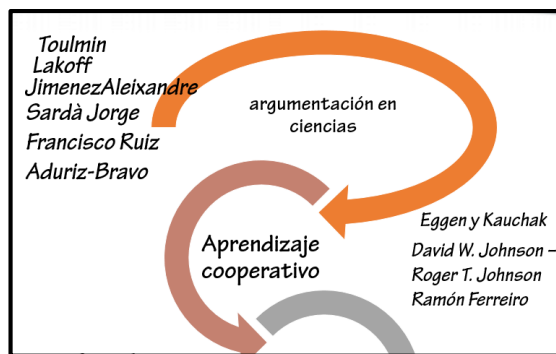 Toulmin
Lakoff
JimenezAleixandre
Sardà Jorge
Francisco Ruiz
Aduriz-Bravo
argumentación en
ciencias
Aprendizaje
cooperativo
Eggen y Kauchak
David W. Johnson –
Roger T. Johnson
Ramón Ferreiro